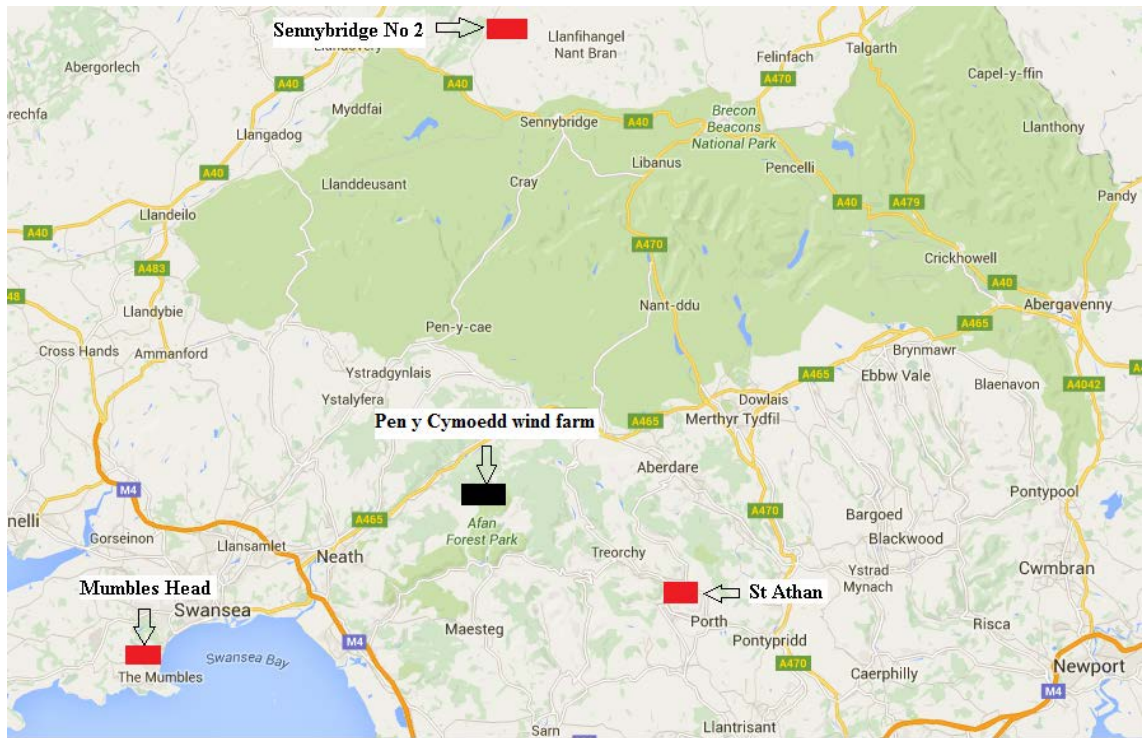 Sennybridge No 2
Llandovery
Llanfihangel
Nant Bran
Felinfach
Talgarth
Abergorlech
A40
A40
A470
Capel-y-ffin
Myddfai
Sennybridge
A40
Brecon
Beacons
National Park
Llanthony
Llangadog
Libanus
Pencelli
A40
Llanddeusant
Cray
A40
A479
Pandy
Llandeilo
A40
A470
Crickhowell
A483
A40
Nant-ddu
Abergavenny
Llandybie
Pen-y-cae
A465
Cross Hands
Ammanford
Brynmawr
A465
Ystradgynlais
Ebbw Vale
Blaenavon
A4042
Ystalyfera
Dowlais
Pen y Cymoedd wind farm
A465
Merthyr Tydfil
Aberdare
M4
Pontypool
A465
Afan
Forest Park
A470
Bargoed
Gorseinon
Llansamlet
Neath
Treorchy
Blackwood
Ystrad
Mynach
Cwmbran
Mumbles Head
St Athan
Swansea
Maesteg
Porth
Risca
M4
Pontypridd
Swansea Bay
The Mumbles
A470
Caerphilly
Newport
M4
Llantrisant
Sarn